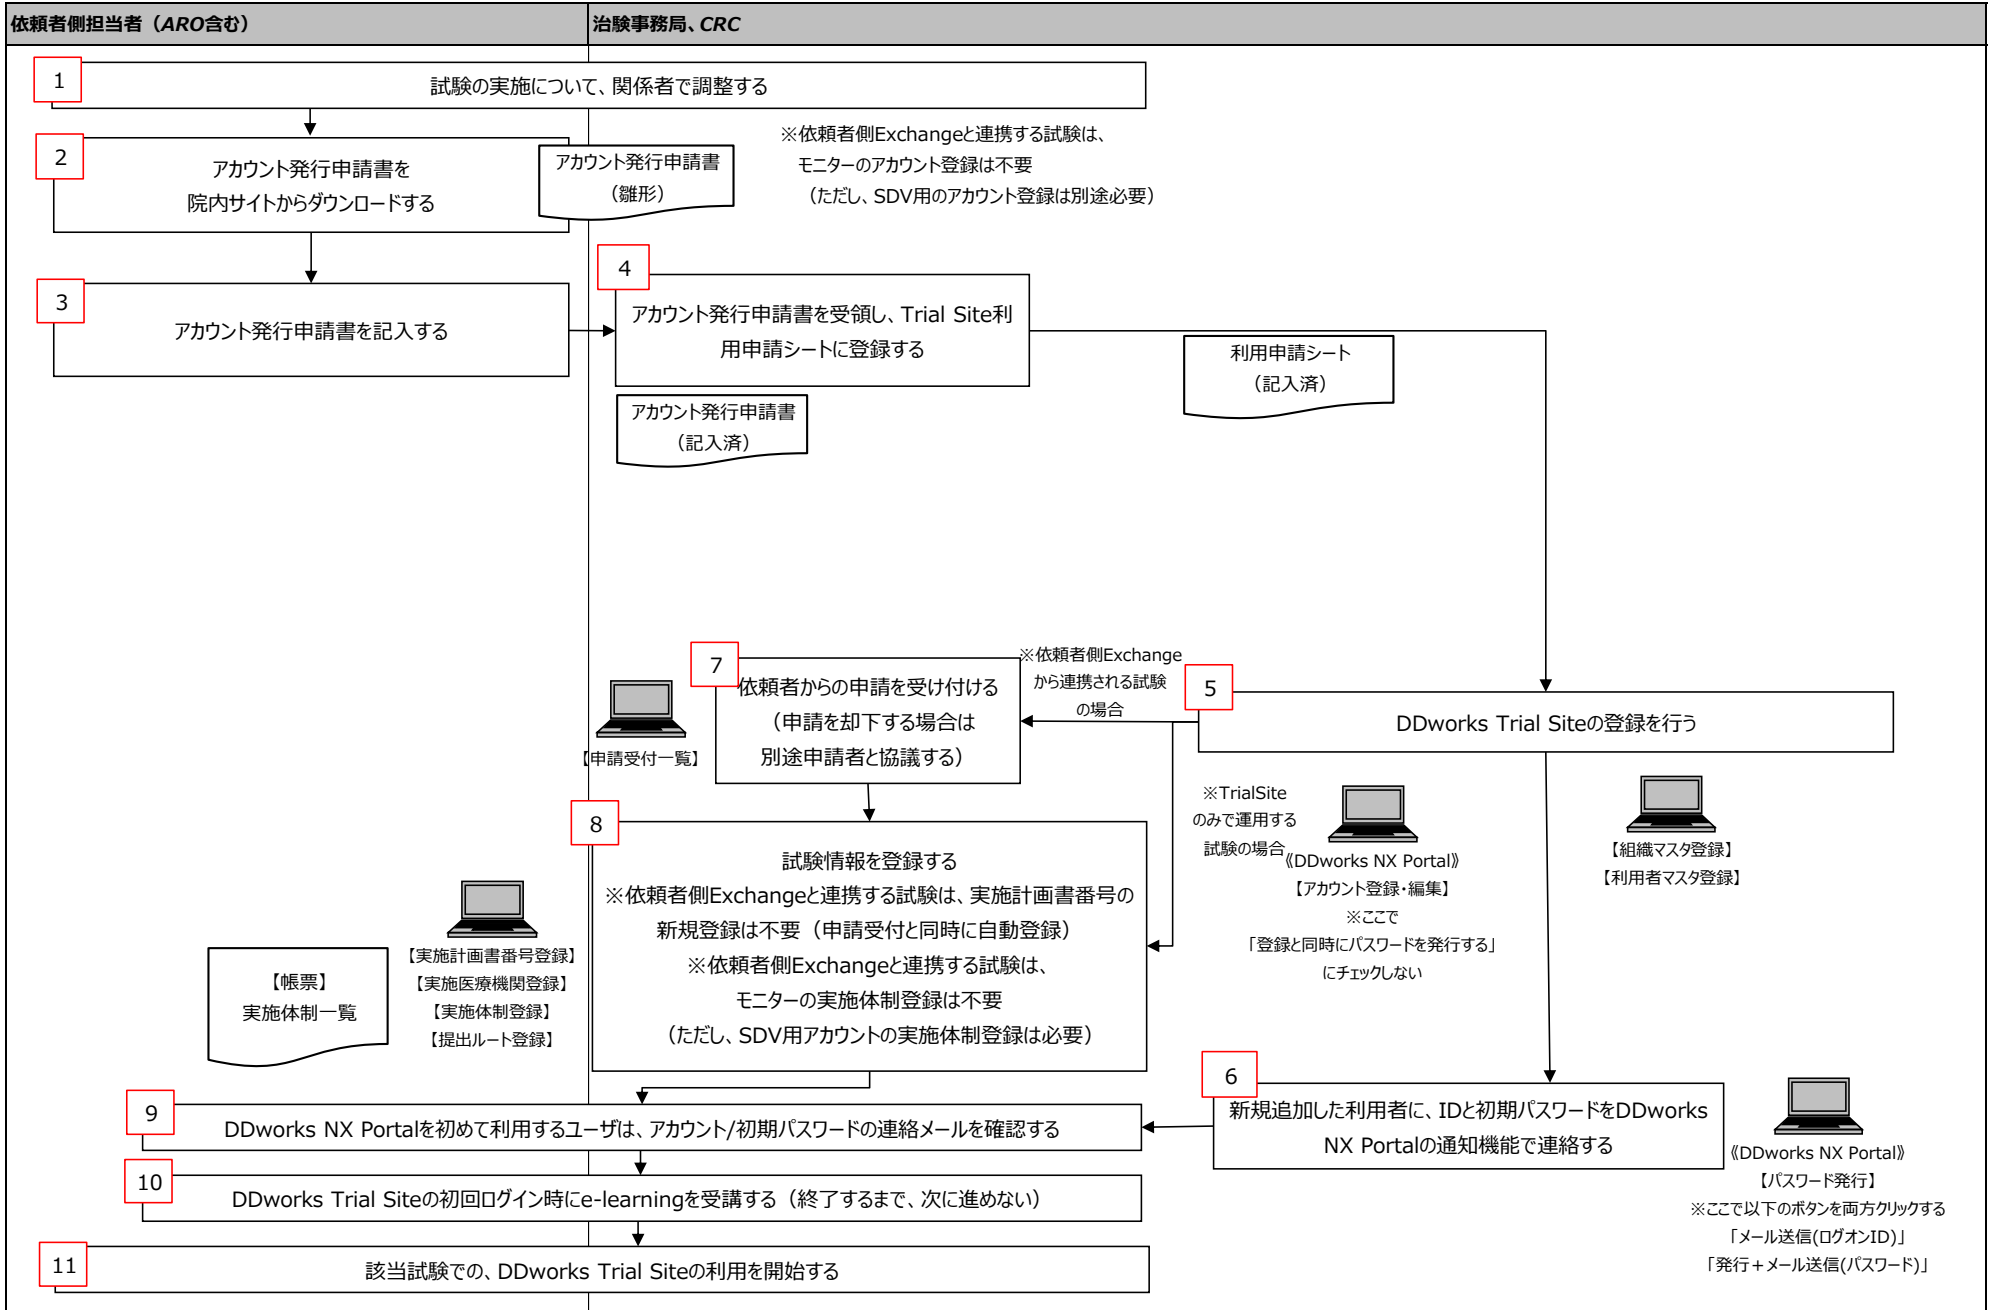 依頼者側担当者（ARO含む）
治験事務局、CRC
1
試験の実施について、関係者で調整する
2
アカウント発行申請書を
院内サイトからダウンロードする
アカウント発行申請書
（雛形）
※依頼者側Exchangeと連携する試験は、
モニターのアカウント登録は不要
（ただし、SDV用のアカウント登録は別途必要）
3
アカウント発行申請書を記入する
4
アカウント発行申請書を受領し、Trial Site利
用申請シートに登録する
アカウント発行申請書
（記入済）
利用申請シート
（記入済）
5
DDworks Trial Siteの登録を行う
※依頼者側Exchange
から連携される試験
の場合
7
依頼者からの申請を受け付ける
（申請を却下する場合は
別途申請者と協議する）
【申請受付一覧】
※TrialSite
のみで運用する
試験の場合
《DDworks NX Portal》
【アカウント登録・編集】
※ここで
「登録と同時にパスワードを発行する」
にチェックしない
【組織マスタ登録】
【利用者マスタ登録】
8
試験情報を登録する
※依頼者側Exchangeと連携する試験は、実施計画書番号の
新規登録は不要（申請受付と同時に自動登録）
※依頼者側Exchangeと連携する試験は、
モニターの実施体制登録は不要
（ただし、SDV用アカウントの実施体制登録は必要）
【実施計画書番号登録】
【実施医療機関登録】
【実施体制登録】
【提出ルート登録】
【帳票】
実施体制一覧
6
新規追加した利用者に、IDと初期パスワードをDDworks
NX Portalの通知機能で連絡する
《DDworks NX Portal》
【パスワード発行】
※ここで以下のボタンを両方クリックする
「メール送信(ログオンID)」
「発行＋メール送信(パスワード)」
9
DDworks NX Portalを初めて利用するユーザは、アカウント/初期パスワードの連絡メールを確認する
10
DDworks Trial Siteの初回ログイン時にe-learningを受講する（終了するまで、次に進めない）
11
該当試験での、DDworks Trial Siteの利用を開始する